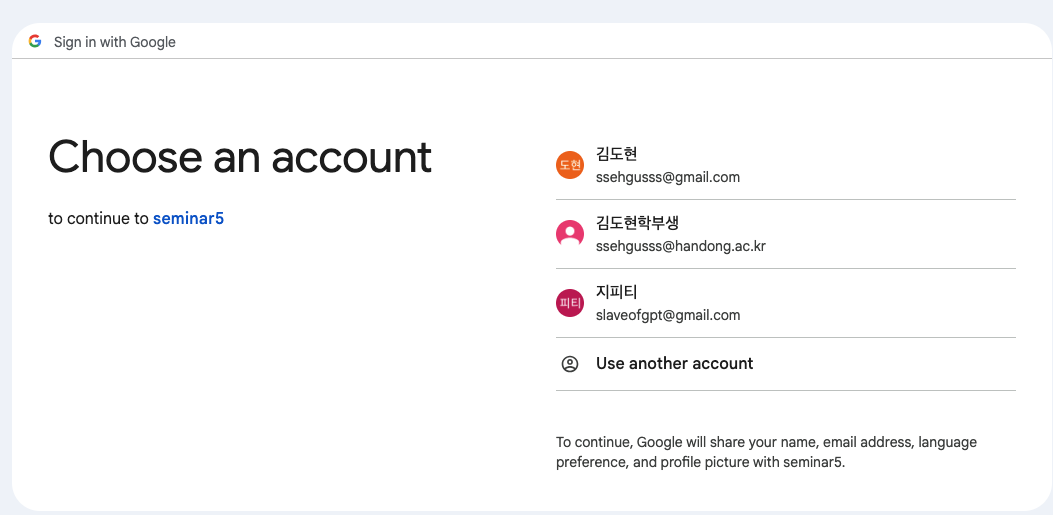 Sign in with Google
Choose an account
to continue to seminar5
도현
김도현
ssehgusss@gmail.com
김도현학부생
ssehgusss@handong.ac.kr
피티
지피티
slaveofgpt@gmail.com
Use another account
To continue, Google will share your name, email address, language
preference, and profile picture with seminar5.